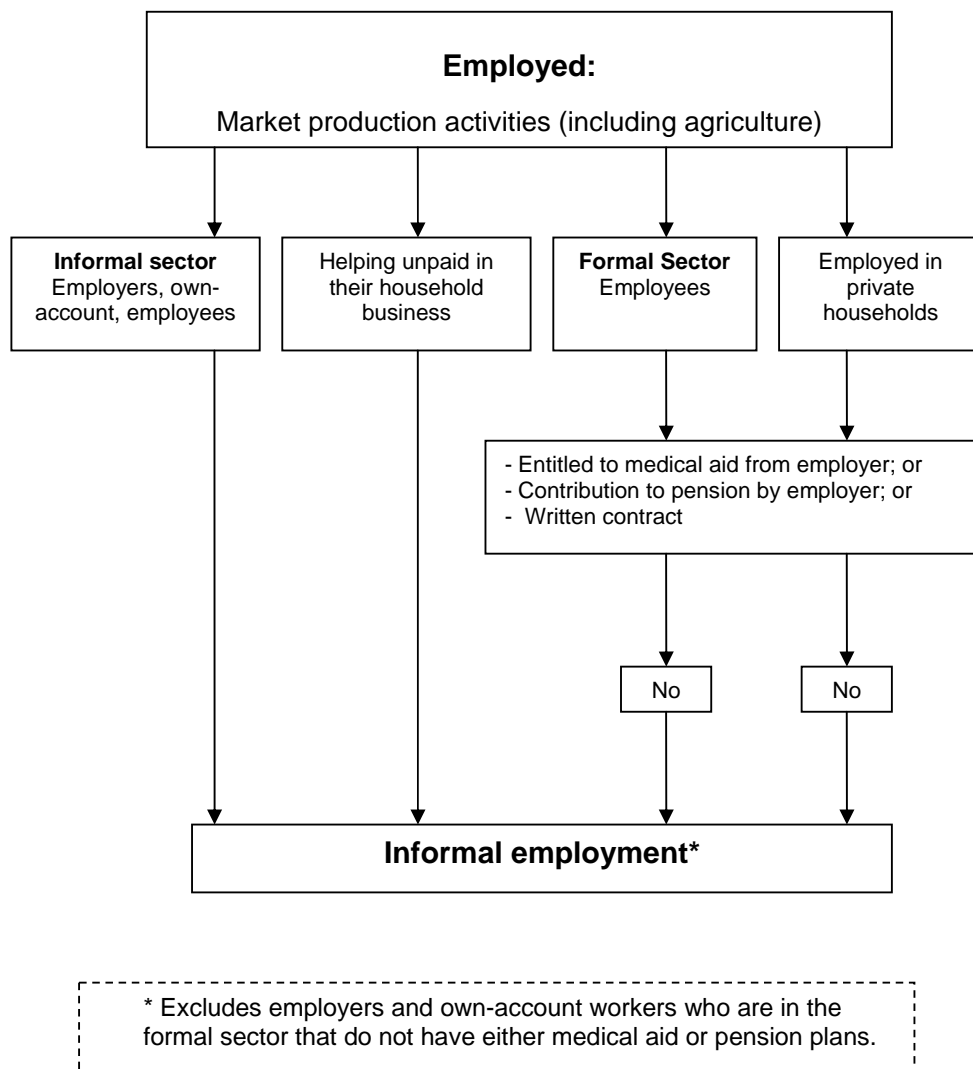 Employed:
Market production activities (including agriculture)
Informal sector
Employers, own-
account, employees
Helping unpaid in
their household
business
Formal Sector
Employees
Employed in
private
households
- Entitled to medical aid from employer; or
- Contribution to pension by employer; or
- Written contract
No
No
Informal employment*
* Excludes employers and own-account workers who are in the
formal sector that do not have either medical aid or pension plans.